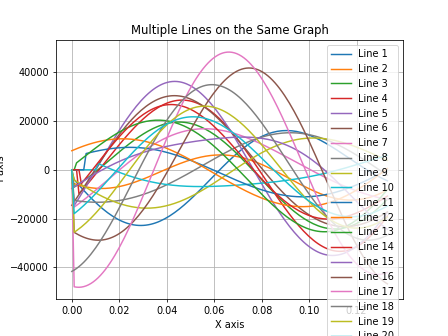 Multiple Lines on the Same Graph
40000
20000
0
−20000
−40000
0.00
0.02
0.04
0.06
0.08
0.10
X axis
axis
Line 1
Line 2
Line 3
Line 4
Line 5
Line 6
Line 7
Line 8
Line 9
Line 10
Line 11
Line 12
Line 13
Line 14
Line 15
Line 16
Line 17
Line 18
Line 19
Line 20